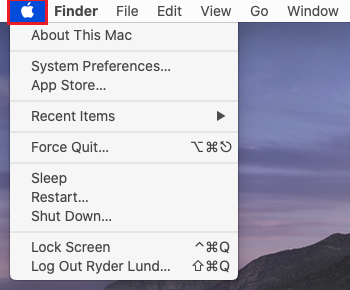 Finder File Edit View Go Window
About This Mac
System Preferences...
App Store...
Recent Items ▶
Force Quit... ⌥⌘⎋
Sleep
Restart...
Shut Down...
Lock Screen ^⌘Q
Log Out Ryder Lund... ⇧⌘Q